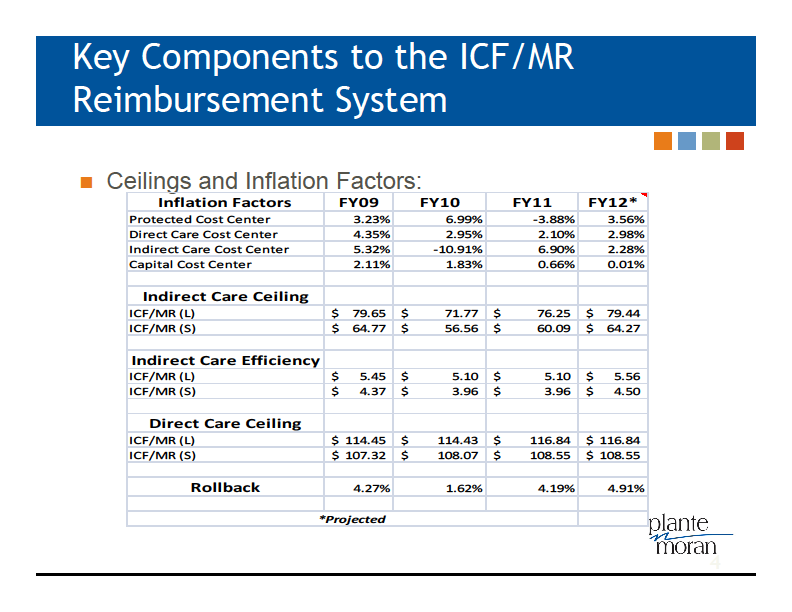 Key Components to the ICF/MR
Reimbursement System
Ceilings and Inflation Factors:
Inflation Factors FY09 FY10 FY11 FY12*
Protected Cost Center 3.23% 6.99% -3.88% 3.56%
Direct Care Cost Center 4.35% 2.95% 2.10% 2.98%
Indirect Care Cost Center 5.32% -10.91% 6.90% 2.28%
Capital Cost Center 2.11% 1.83% 0.66% 0.01%
Indirect Care Ceiling
ICF/MR (L) $ 79.65 $ 71.77 $ 76.25 $ 79.44
ICF/MR (S) $ 64.77 $ 56.56 $ 60.09 $ 64.27
Indirect Care Efficiency
ICF/MR (L) $ 5.45 $ 5.10 $ 5.10 $ 5.56
ICF/MR (S) $ 4.37 $ 3.96 $ 3.96 $ 4.50
Direct Care Ceiling
ICF/MR (L) $ 114.45 $ 114.43 $ 116.84 $ 116.84
ICF/MR (S) $ 107.32 $ 108.07 $ 108.55 $ 108.55
Rollback 4.27% 1.62% 4.19% 4.91%
*Projected
plante
moran
4